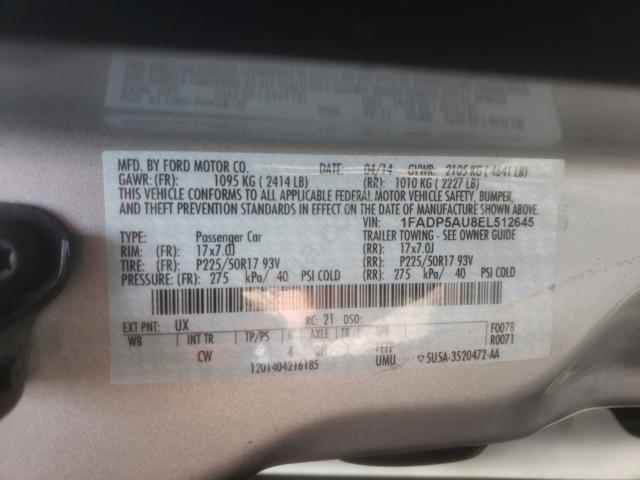 MFD. BY FORD MOTOR CO. DATE: 04/14 GVWR: 2105 KG ( 4641 LB)
GAWR: (FR): 1095 KG ( 2414 LB) (RR): 1010 KG ( 2227 LB)
THIS VEHICLE CONFORMS TO ALL APPLICABLE FEDERAL MOTOR VEHICLE SAFETY, BUMPER,
AND THEFT PREVENTION STANDARDS IN EFFECT ON THE DATE OF MANUFACTURE SHOWN ABOVE.
VIN: 1FADP5AU8EL512645
TYPE: Passenger Car TRAILER TOWING - SEE OWNER GUIDE
RIM: (FR): 17x7.0J (RR): 17x7.0J
TIRE: (FR): P225/50R17 93V (RR): P225/50R17 93V
PRESSURE: (FR): 275 kPa/ 40 PSI COLD (RR): 275 kPa/ 40 PSI COLD
EXT PNT: UX RC: 21 DSO: F0078
WB INT TR TP/PS R AXLE TR SPR R0071
CW 4 UMU ▽5U5A-3520472-AA
1201404216185